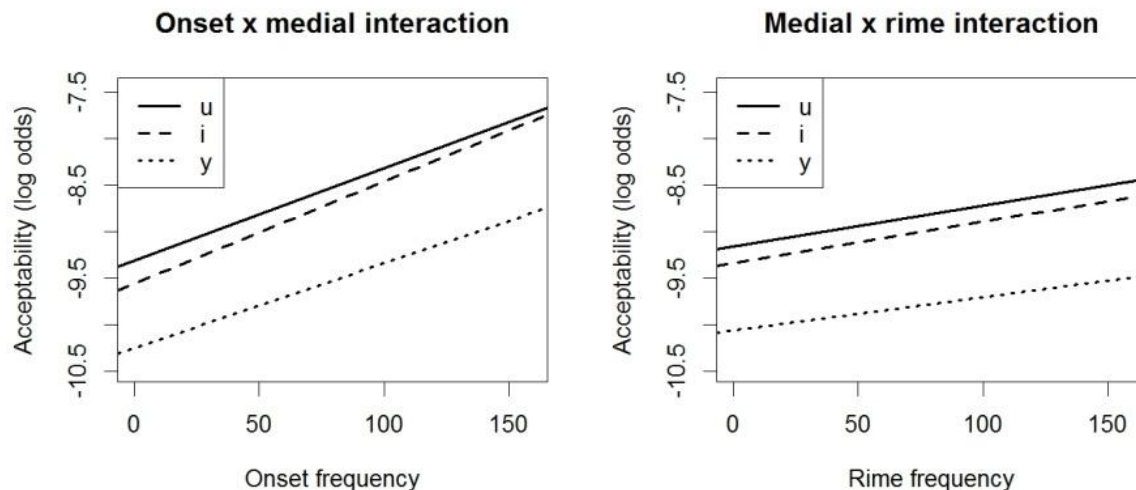 Onset x medial interaction
Acceptability (log odds)
-7.5
-8.5
-9.5
-10.5
u
i
y
0 50 100 150
Onset frequency
Medial x rime interaction
Acceptability (log odds)
-7.5
-8.5
-9.5
-10.5
u
i
y
0 50 100 150
Rime frequency